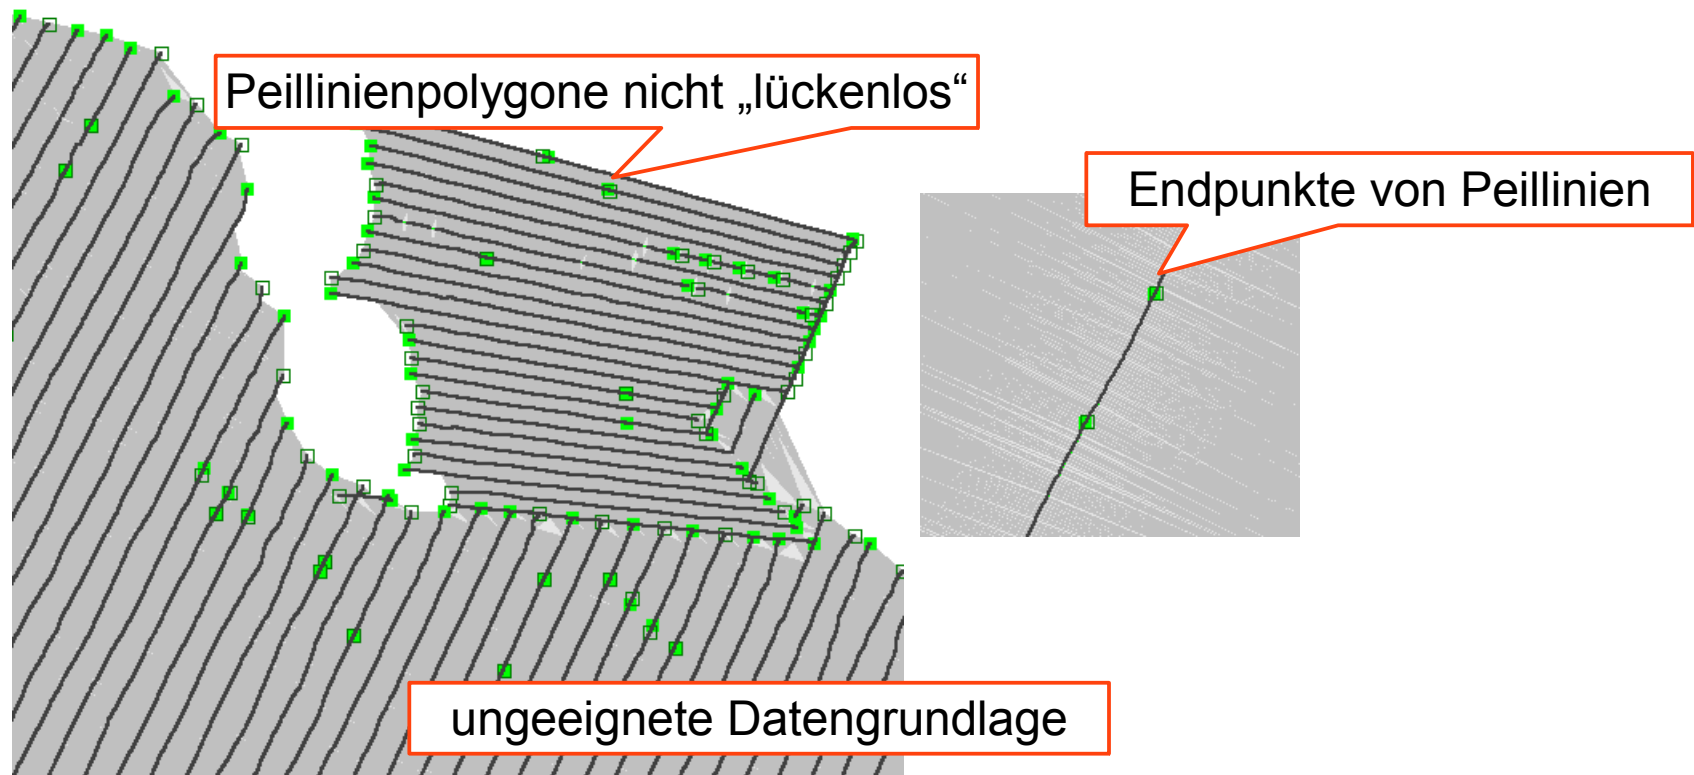 Peillinienpolygone nicht „lückenlos“
Endpunkte von Peillinien
ungeeignete Datengrundlage